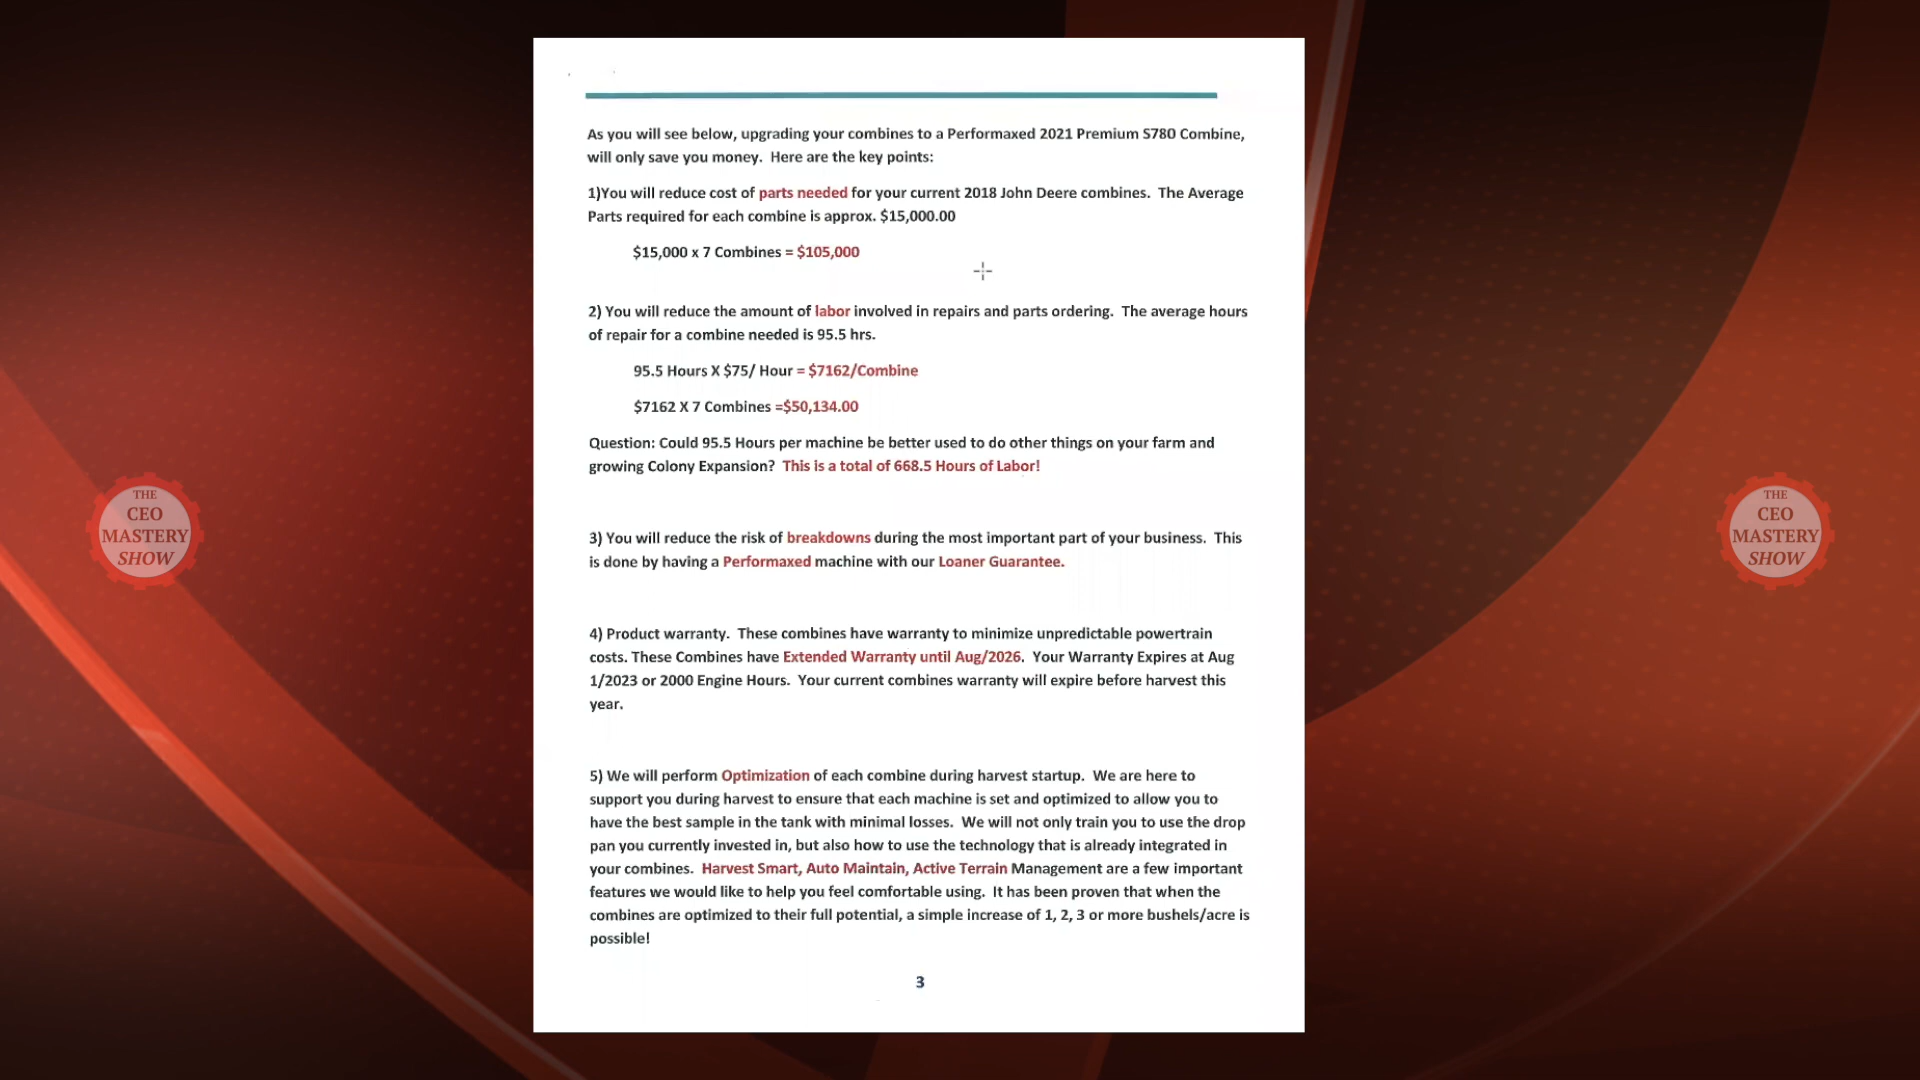 As you will see below, upgrading your combines to a Performaxed 2021 Premium S780 Combine,
will only save you money. Here are the key points:
1)You will reduce cost of parts needed for your current 2018 John Deere combines. The Average
Parts required for each combine is approx. $15,000.00
$15,000 x 7 Combines = $105,000
2) You will reduce the amount of labor involved in repairs and parts ordering. The average hours
of repair for a combine needed is 95.5 hrs.
95.5 Hours X $75/ Hour = $7162/Combine
$7162 X 7 Combines =$50,134.00
Question: Could 95.5 Hours per machine be better used to do other things on your farm and
growing Colony Expansion? This is a total of 668.5 Hours of Labor!
3) You will reduce the risk of breakdowns during the most important part of your business. This
is done by having a Performaxed machine with our Loaner Guarantee.
4) Product warranty. These combines have warranty to minimize unpredictable powertrain
costs. These Combines have Extended Warranty until Aug/2026. Your Warranty Expires at Aug
1/2023 or 2000 Engine Hours. Your current combines warranty will expire before harvest this
year.
5) We will perform Optimization of each combine during harvest startup. We are here to
support you during harvest to ensure that each machine is set and optimized to allow you to
have the best sample in the tank with minimal losses. We will not only train you to use the drop
pan you currently invested in, but also how to use the technology that is already integrated in
your combines. Harvest Smart, Auto Maintain, Active Terrain Management are a few important
features we would like to help you feel comfortable using. It has been proven that when the
combines are optimized to their full potential, a simple increase of 1, 2, 3 or more bushels/acre is
possible!
3
THE
CEO
MASTERY
SHOW
THE
CEO
MASTERY
SHOW